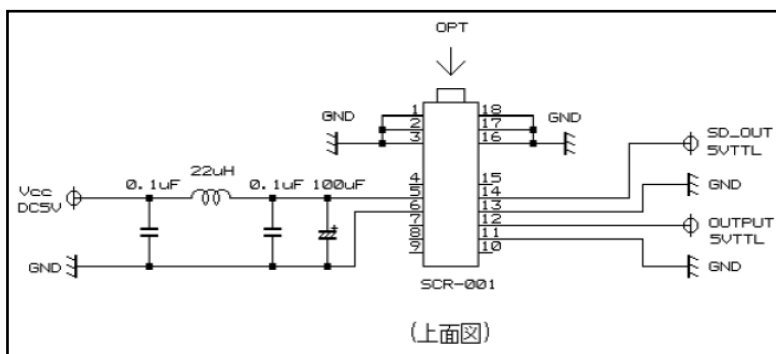 OPT
GND
1
2
3
18
17
16
GND
SD_OUT
5VTTL
22uH
Vcc
DC5V
0.1uF
0.1uF
100uF
+
4
5
6
7
8
9
15
14
13
12
11
10
GND
OUTPUT
5VTTL
GND
GND
SCR-001
(上面図)